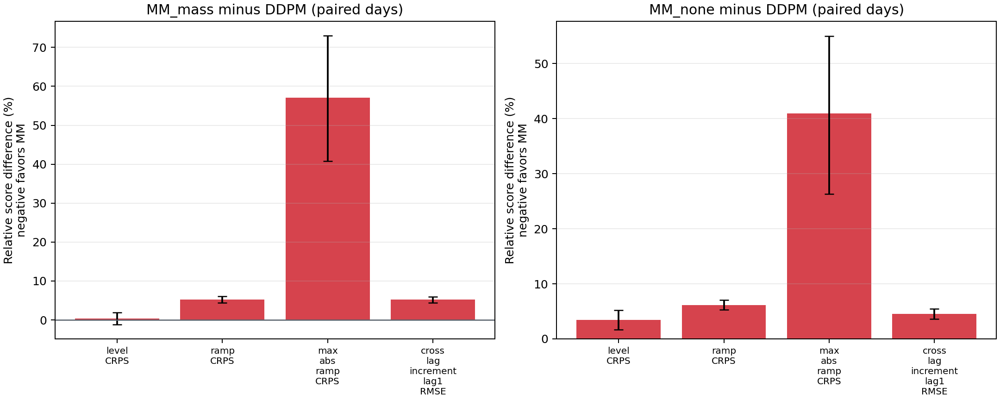 MM_mass minus DDPM (paired days)
Relative score difference (%)
negative favors MM
70
60
50
40
30
20
10
0
level
CRPS
ramp
CRPS
max
abs
ramp
CRPS
cross
lag
increment
lag1
RMSE
MM_none minus DDPM (paired days)
Relative score difference (%)
negative favors MM
50
40
30
20
10
0
level
CRPS
ramp
CRPS
max
abs
ramp
CRPS
cross
lag
increment
lag1
RMSE